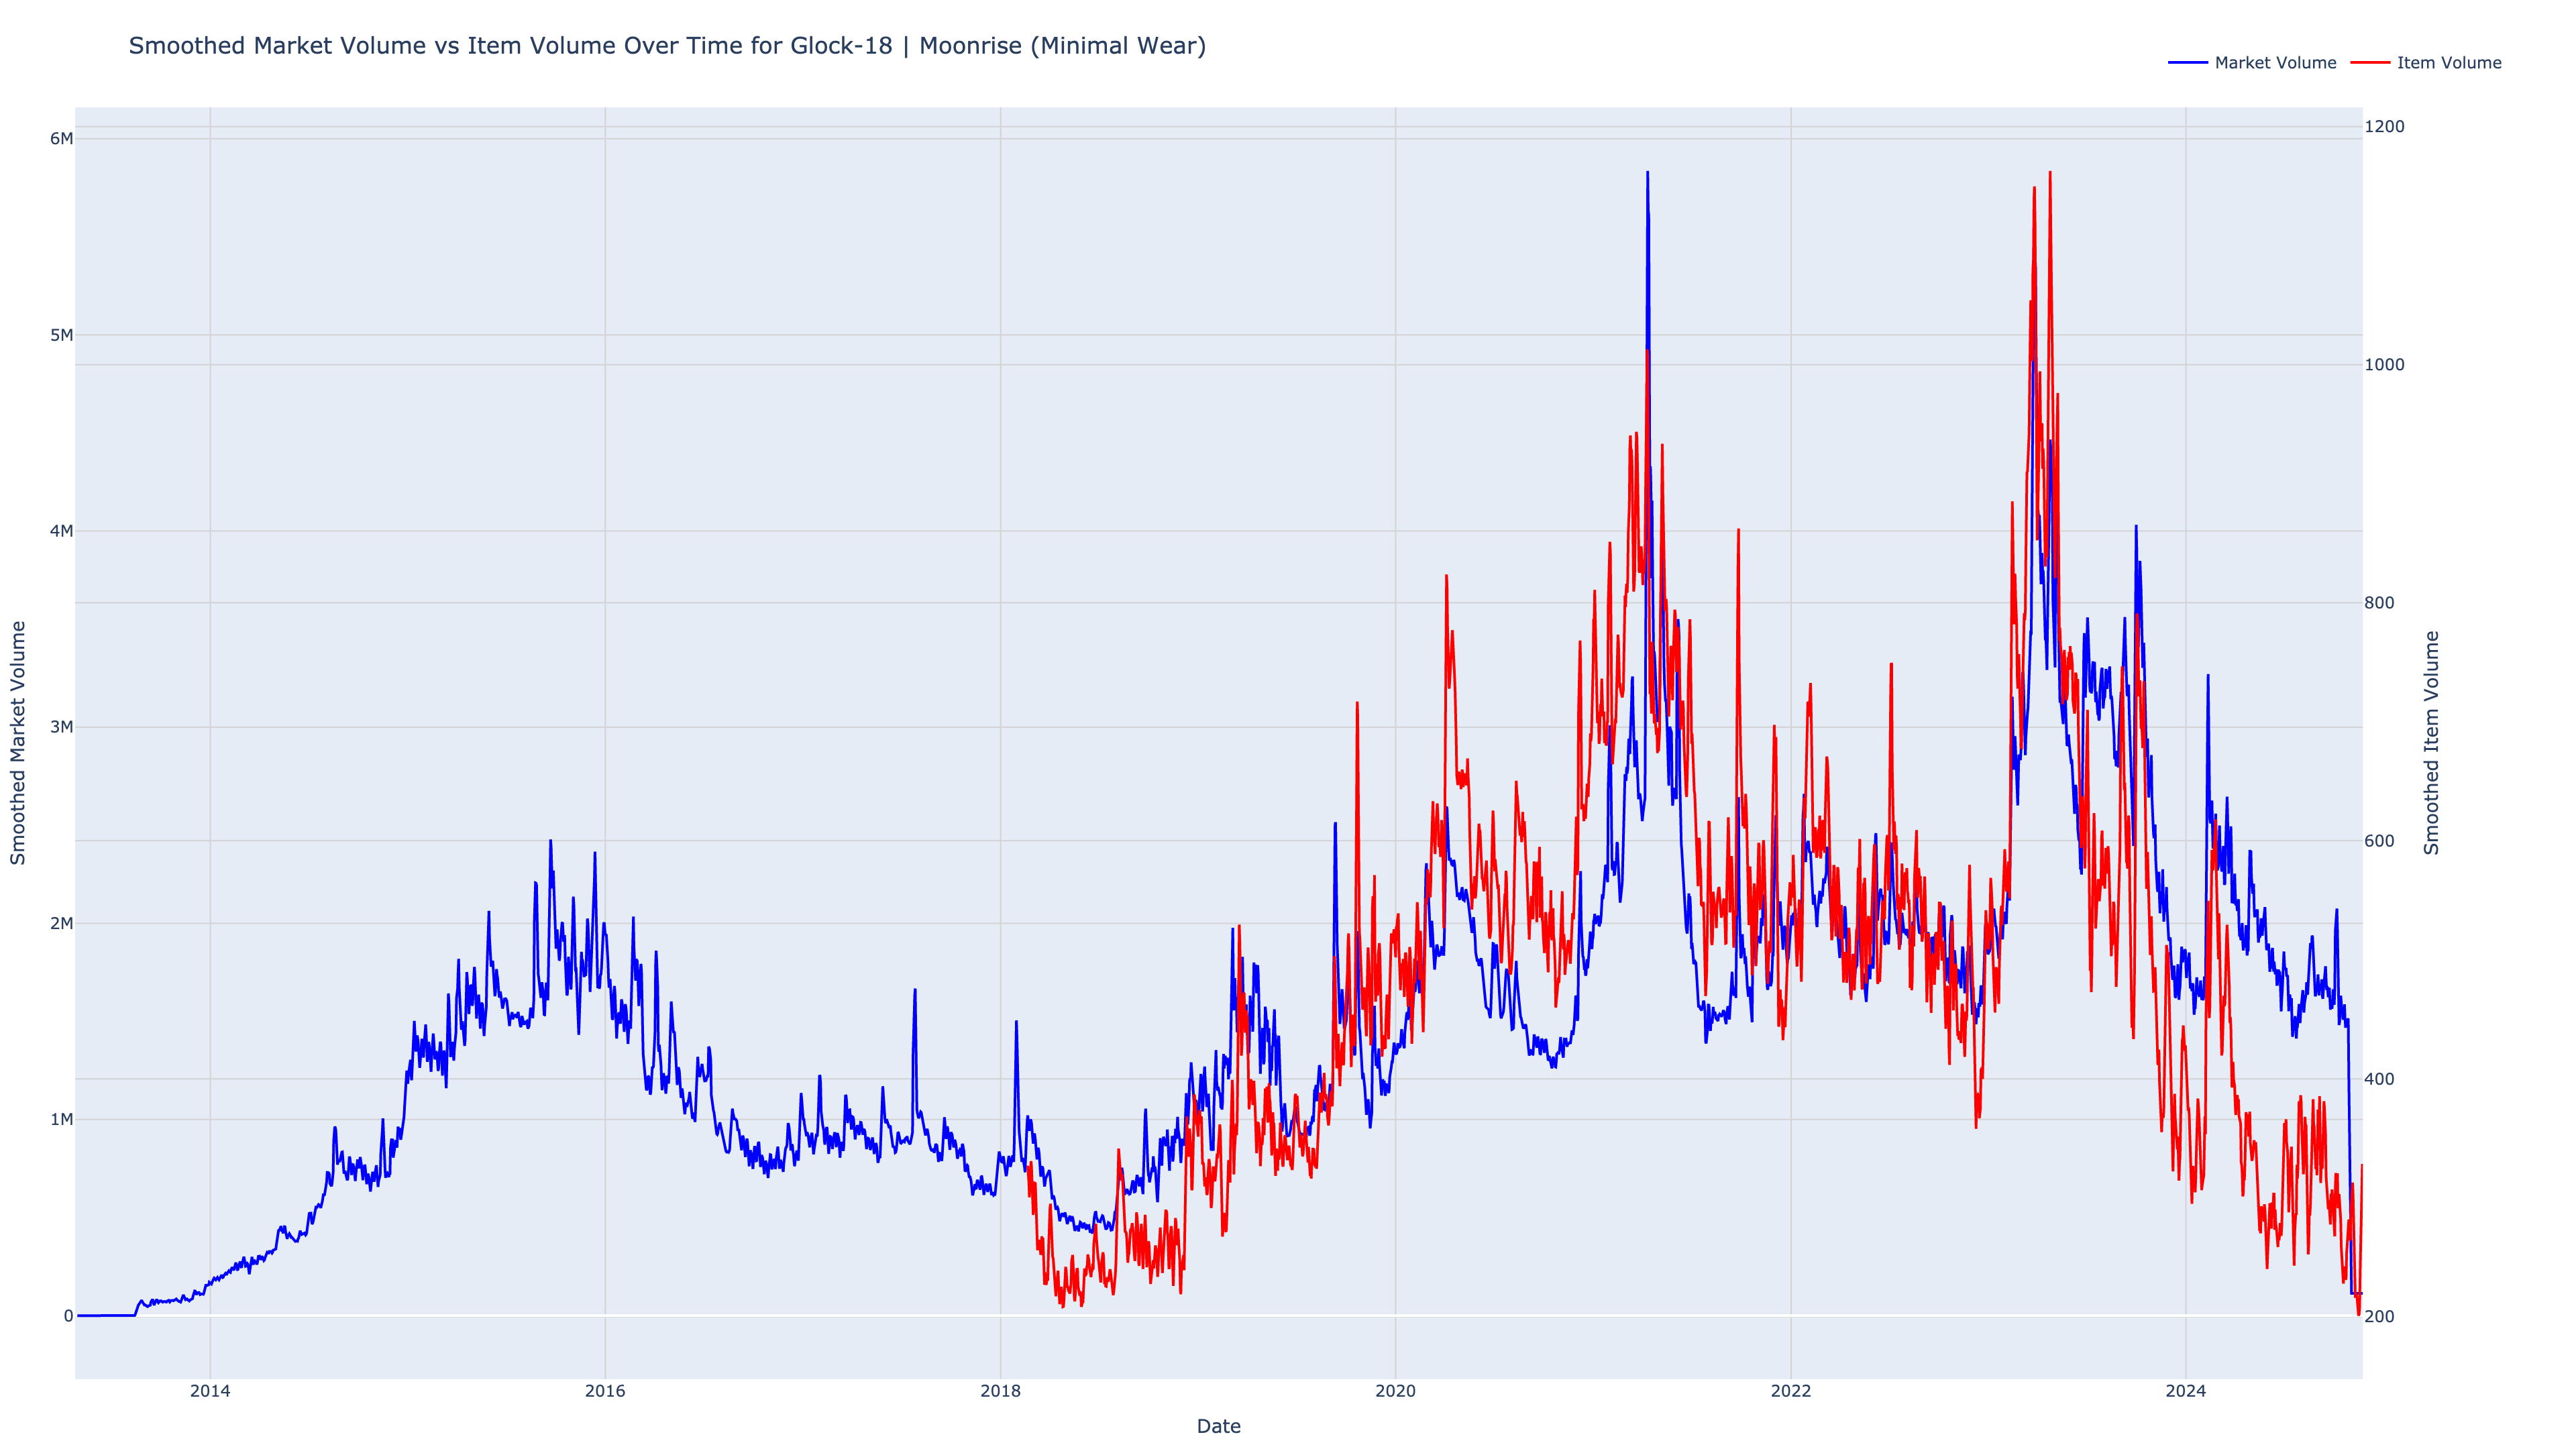 Smoothed Market Volume vs Item Volume Over Time for Glock-18 | Moonrise (Minimal Wear)
Market Volume
Item Volume
6M
5M
4M
3M
2M
1M
0
Smoothed Market Volume
1200
1000
800
600
400
200
Smoothed Item Volume
2014
2016
2018
2020
2022
2024
Date